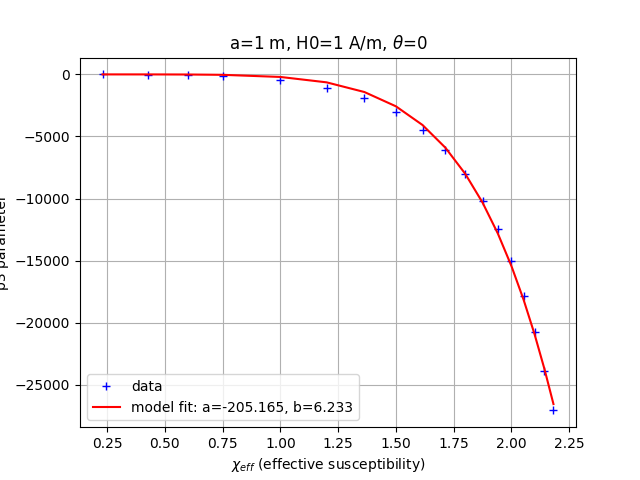 a=1 m, H0=1 A/m, θ=0
0
−5000
−10000
−15000
−20000
−25000
p3 parameter
0.25 0.50 0.75 1.00 1.25 1.50 1.75 2.00 2.25
χeff (effective susceptibility)
data
model fit: a=-205.165, b=6.233